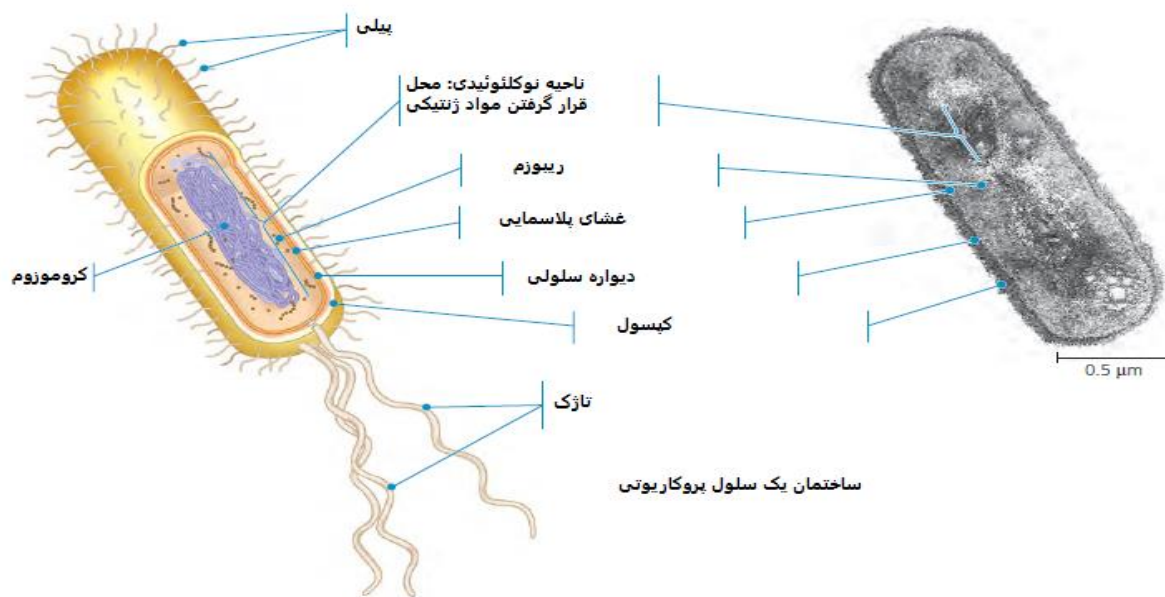 پیلی
ناحیه نوکلئوئیدی: محل
قرار گرفتن مواد ژنتیکی
ریبوزم
غشای پلاسمایی
دیواره سلولی
کروموزوم
کپسول
0.5 µm
تاژک
ساختمان یک سلول پروکاریوتی